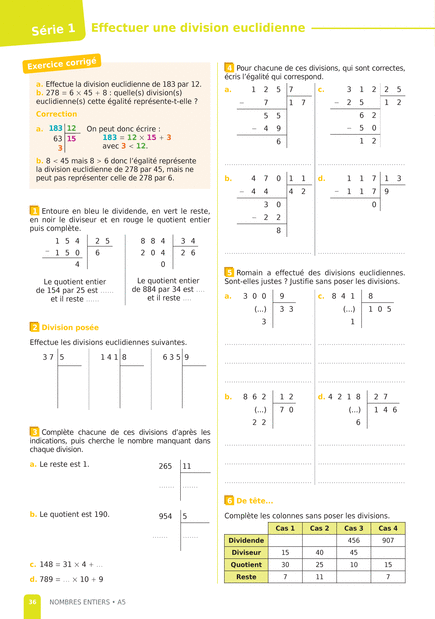 Série 1
Effectuer une division euclidienne
Exercice corrigé
a. Effectue la division euclidienne de 183 par 12.
b. 278 = 6 × 45 + 8 : quelle(s) division(s)
euclidienne(s) cette égalité représente-t-elle ?
Correction
a. 183 12 On peut donc écrire :
63 15 183 = 12 × 15 + 3
3 avec 3 < 12.
b. 8 < 45 mais 8 > 6 donc l'égalité représente
la division euclidienne de 278 par 45, mais ne
peut pas représenter celle de 278 par 6.
1 Entoure en bleu le dividende, en vert le reste,
en noir le diviseur et en rouge le quotient entier
puis complète.
1 5 4 2 5
− 1 5 0 6
4
Le quotient entier
de 154 par 25 est ......
et il reste ......
8 8 4 3 4
2 0 4 2 6
0
Le quotient entier
de 884 par 34 est ....
et il reste ....
2 Division posée
Effectue les divisions euclidiennes suivantes.
3 7 5 1 4 1 8 6 3 5 9
3 Complète chacune de ces divisions d'après les
indications, puis cherche le nombre manquant dans
chaque division.
a. Le reste est 1. 265 11
....... .......
b. Le quotient est 190. 954 5
....... .......
c. 148 = 31 × 4 + ...
d. 789 = ... × 10 + 9
4 Pour chacune de ces divisions, qui sont correctes,
écris l'égalité qui correspond.
a. 1 2 5 7
− 7 1 7
5 5
− 4 9
6
c. 3 1 2 2 5
− 2 5 1 2
6 2
− 5 0
1 2
b. 4 7 0 1 1
− 4 4 4 2
3 0
− 2 2
8
d. 1 1 7 1 3
− 1 1 7 9
0
5 Romain a effectué des divisions euclidiennes.
Sont-elles justes ? Justifie sans poser les divisions.
a. 3 0 0 9
(...) 3 3
3
c. 8 4 1 8
(...) 1 0 5
1
b. 8 6 2 1 2
(...) 7 0
2 2
d. 4 2 1 8 2 7
(...) 1 4 6
6
6 De tête...
Complète les colonnes sans poser les divisions.
Cas 1 Cas 2 Cas 3 Cas 4
Dividende 456 907
Diviseur 15 40 45
Quotient 30 25 10 15
Reste 7 11 7
36 NOMBRES ENTIERS • A5